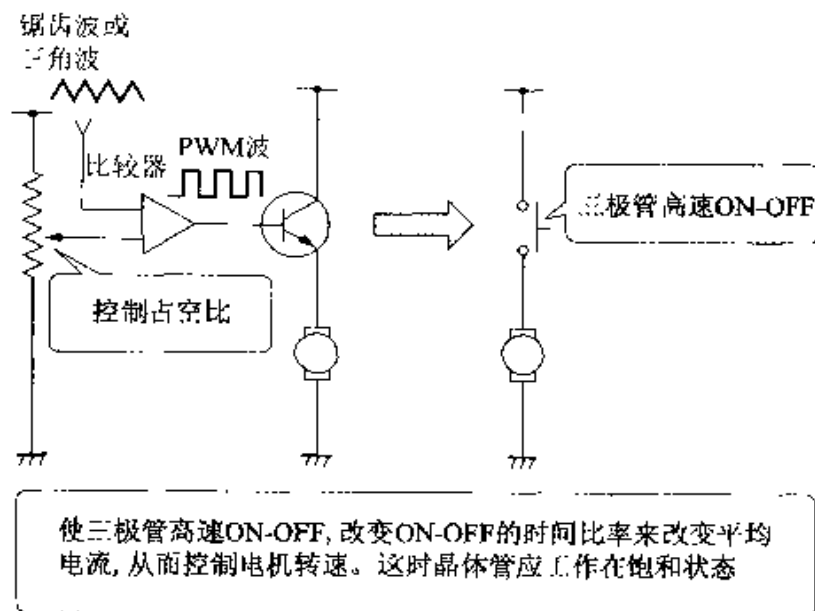 锯齿波或
三角波
PWM波
比较器
三极管高速ON-OFF
控制占空比
使三极管高速ON-OFF, 改变ON-OFF的时间比率来改变平均
电流, 从而控制电机转速。这时晶体管应工作在饱和状态